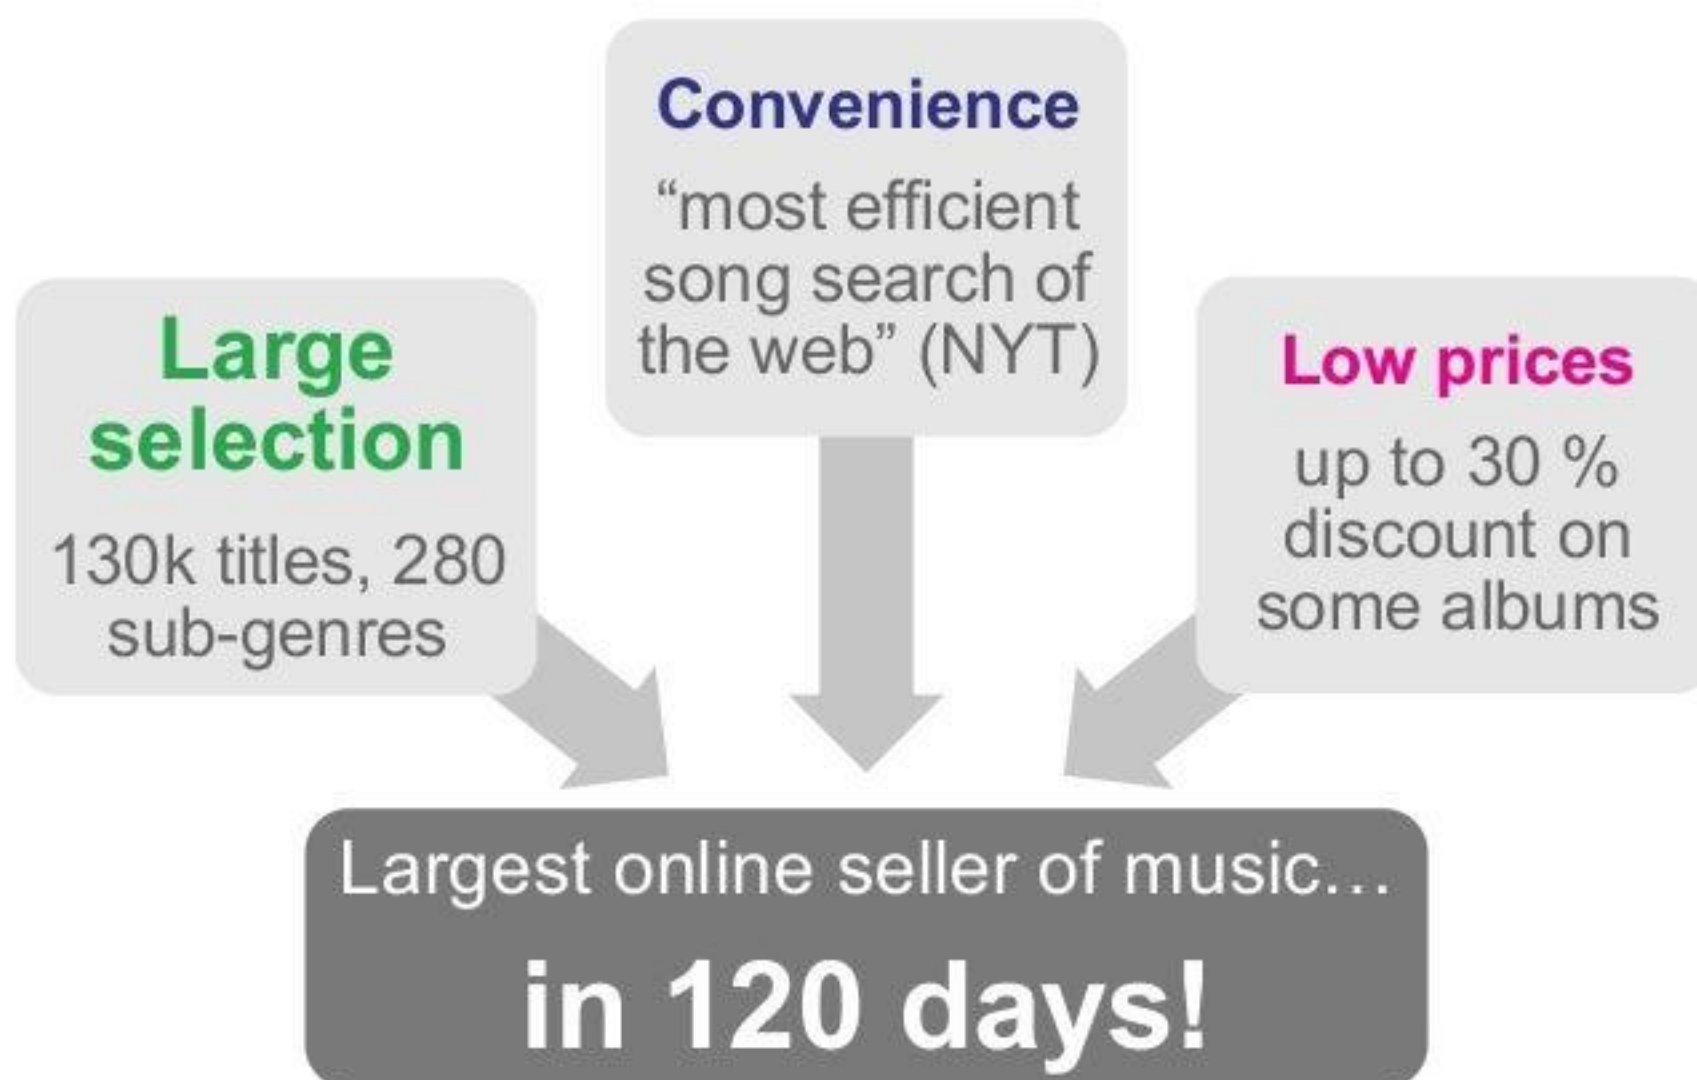 Convenience
“most efficient
song search of
the web” (NYT)
Large
selection
130k titles, 280
sub-genres
Low prices
up to 30 %
discount on
some albums
Largest online seller of music…
in 120 days!